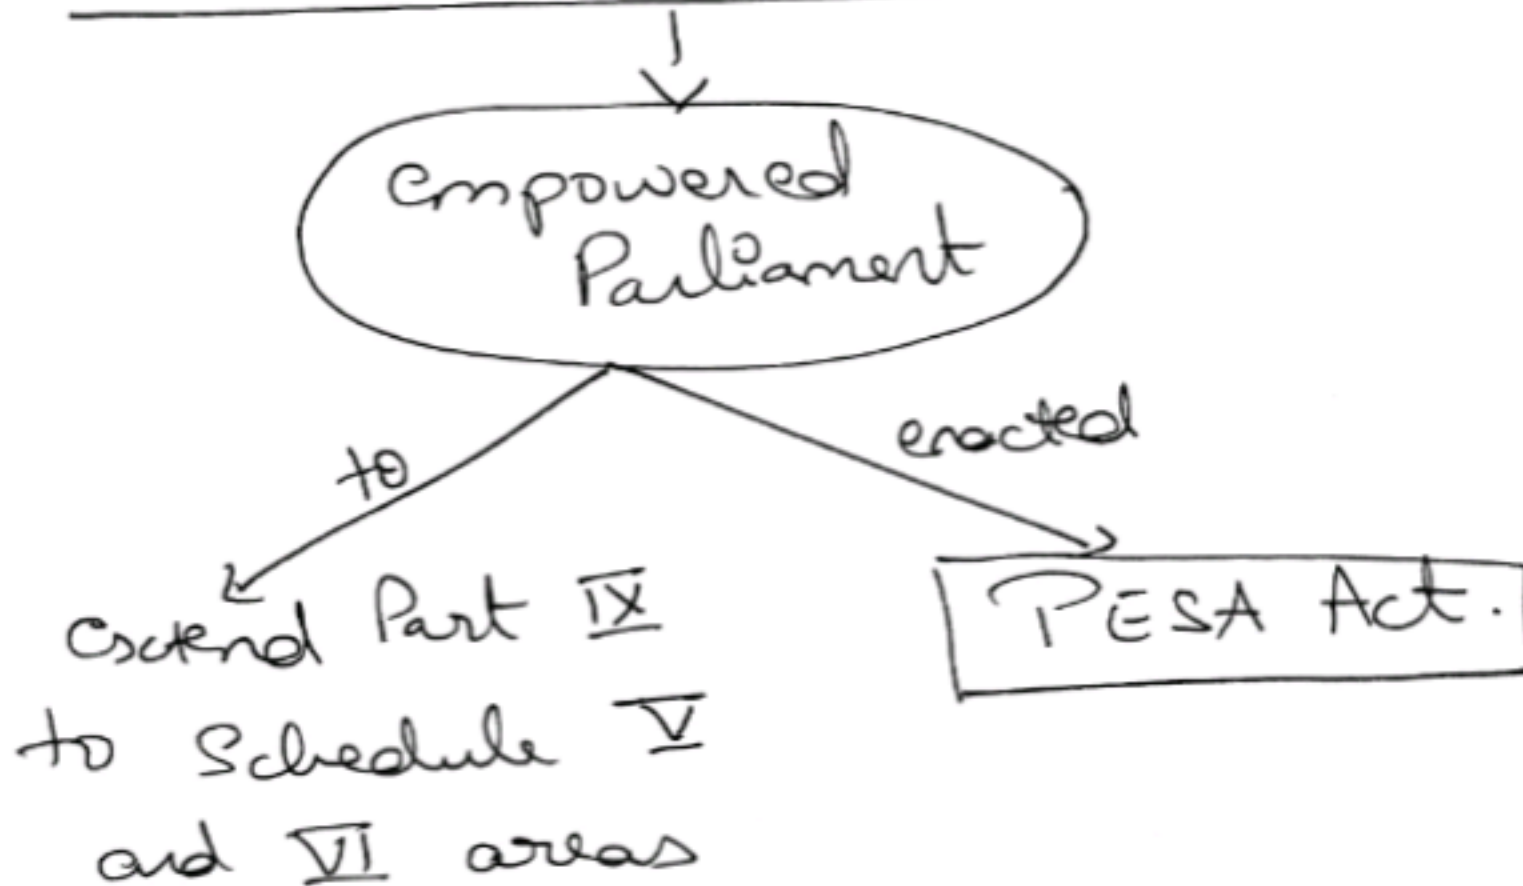 empowered
Parliament
to
enacted
extend Part IX
to Schedule V
and VI areas
PESA Act.